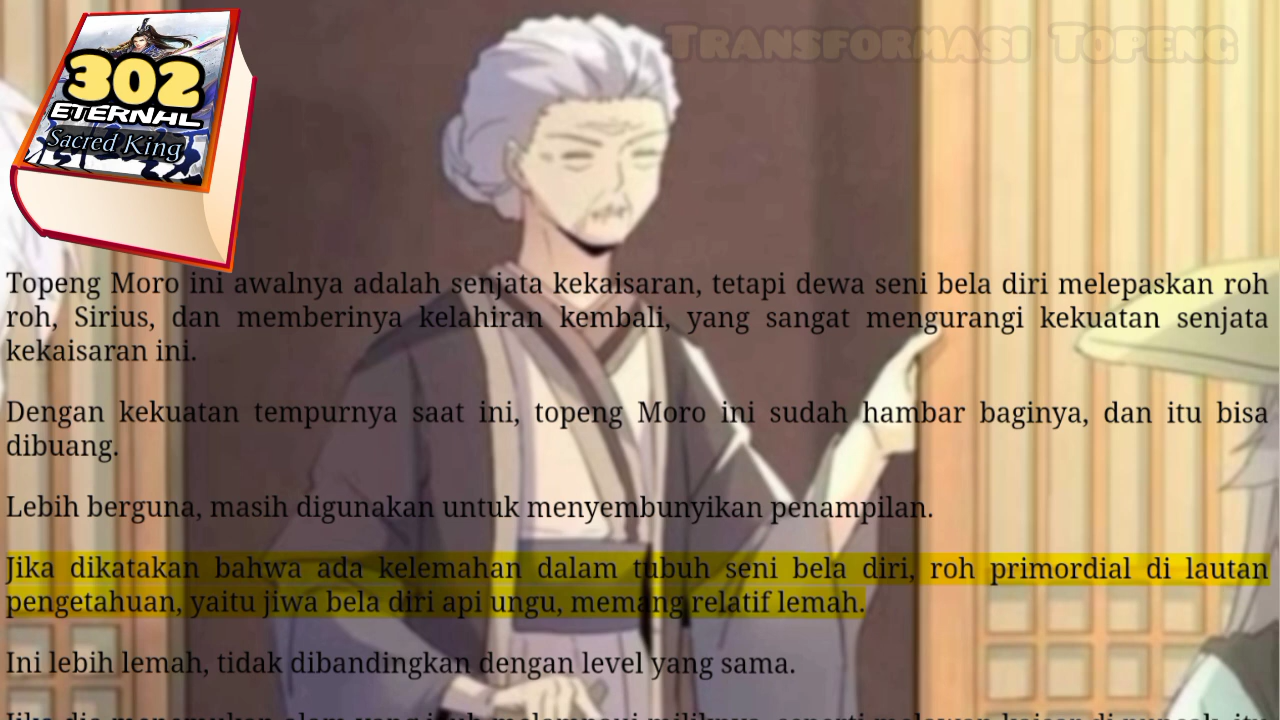 Transformasi Topeng
302
ETERNAL
Sacred King
Topeng Moro ini awalnya adalah senjata kekaisaran, tetapi dewa seni bela diri melepaskan roh
roh, Sirius, dan memberinya kelahiran kembali, yang sangat mengurangi kekuatan senjata
kekaisaran ini.
Dengan kekuatan tempurnya saat ini, topeng Moro ini sudah hambar baginya, dan itu bisa
dibuang.
Lebih berguna, masih digunakan untuk menyembunyikan penampilan.
Jika dikatakan bahwa ada kelemahan dalam tubuh seni bela diri, roh primordial di lautan
pengetahuan, yaitu jiwa bela diri api ungu, memang relatif lemah.
Ini lebih lemah, tidak dibandingkan dengan level yang sama.